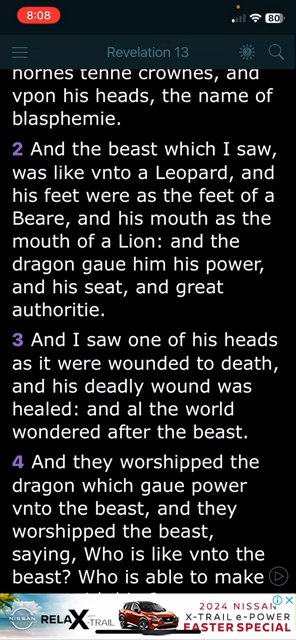 8:08
80
Revelation 13
hornes tenne crownes, and
vpon his heads, the name of
blasphemie.
2 And the beast which I saw,
was like vnto a Leopard, and
his feet were as the feet of a
Beare, and his mouth as the
mouth of a Lion: and the
dragon gaue him his power,
and his seat, and great
authoritie.
3 And I saw one of his heads
as it were wounded to death,
and his deadly wound was
healed: and al the world
wondered after the beast.
4 And they worshipped the
dragon which gaue power
vnto the beast, and they
worshipped the beast,
saying, Who is like vnto the
beast? Who is able to make
RELAX
-TRAIL
2024 NISSAN
X-TRAIL e-POWER
EASTER SPECIAL